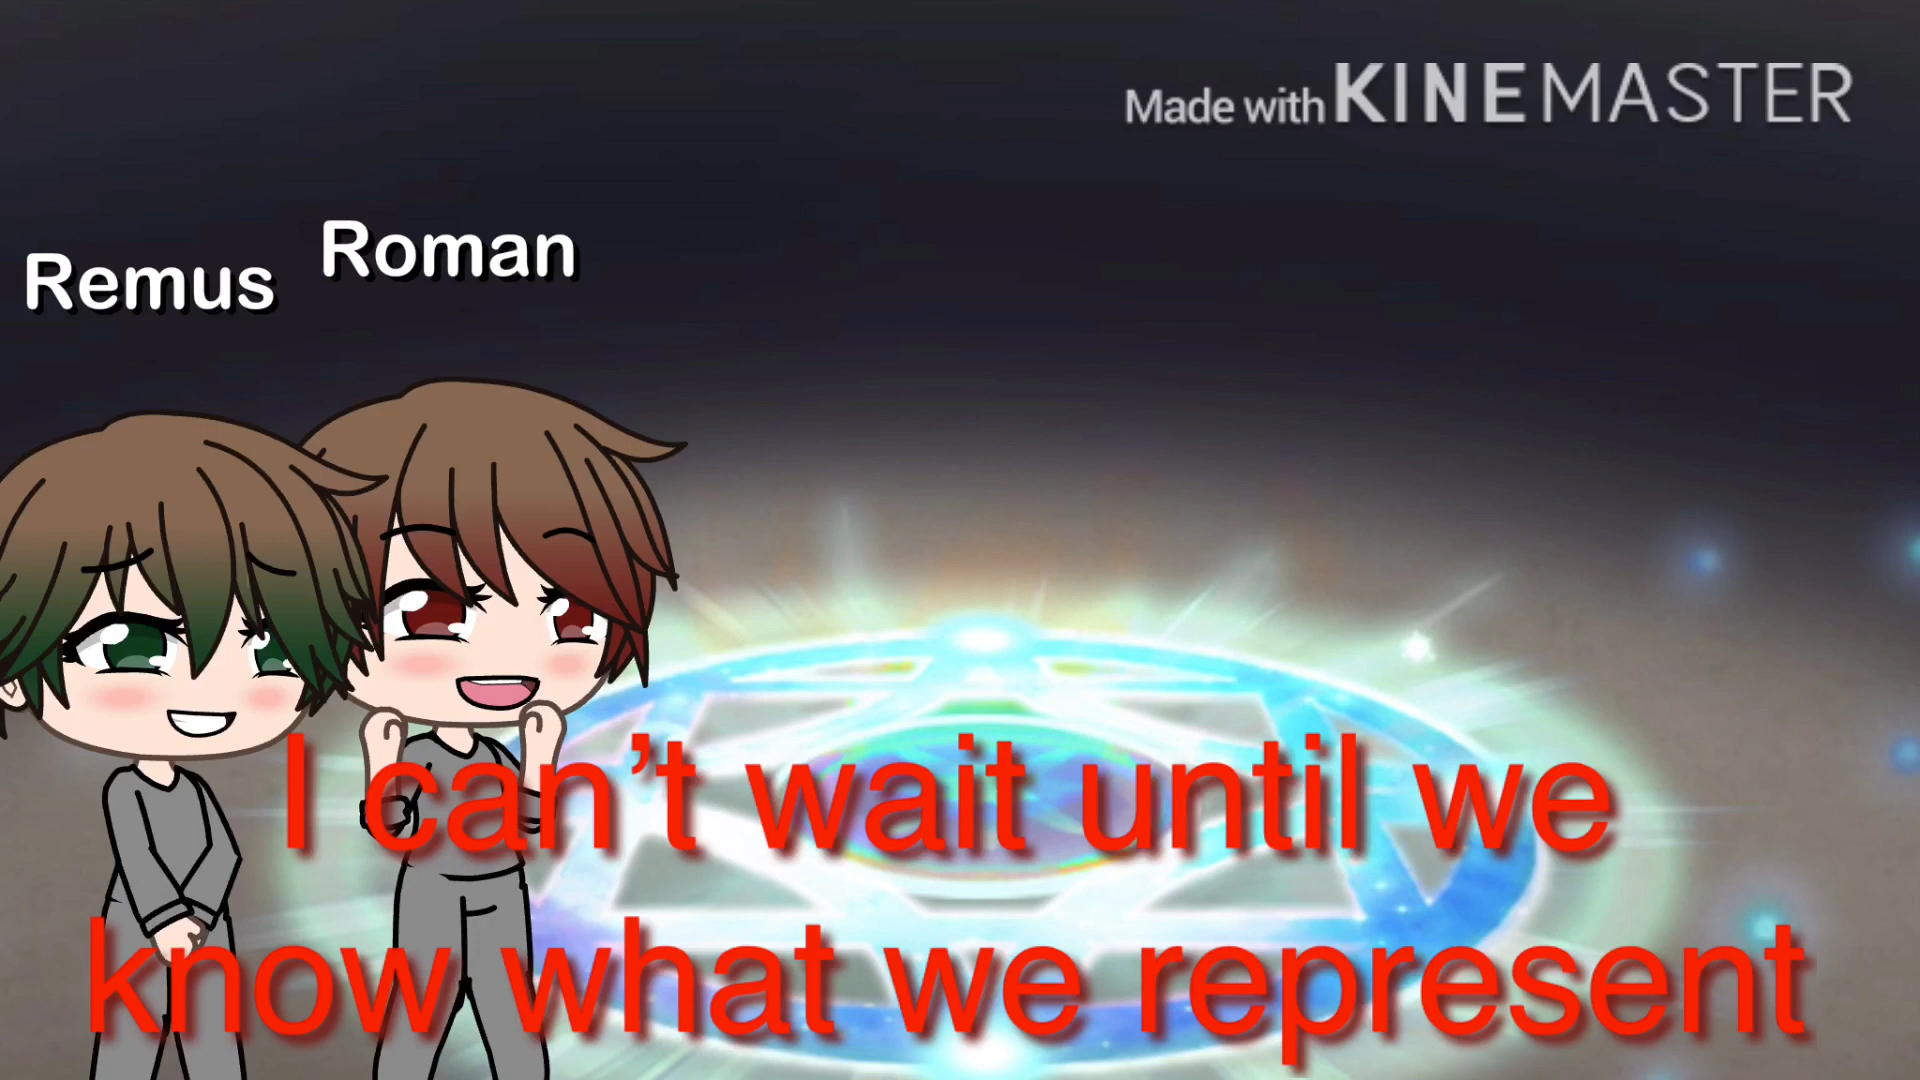 Made with KINEMASTER
Remus
Roman
I can’t wait until we
know what we represent